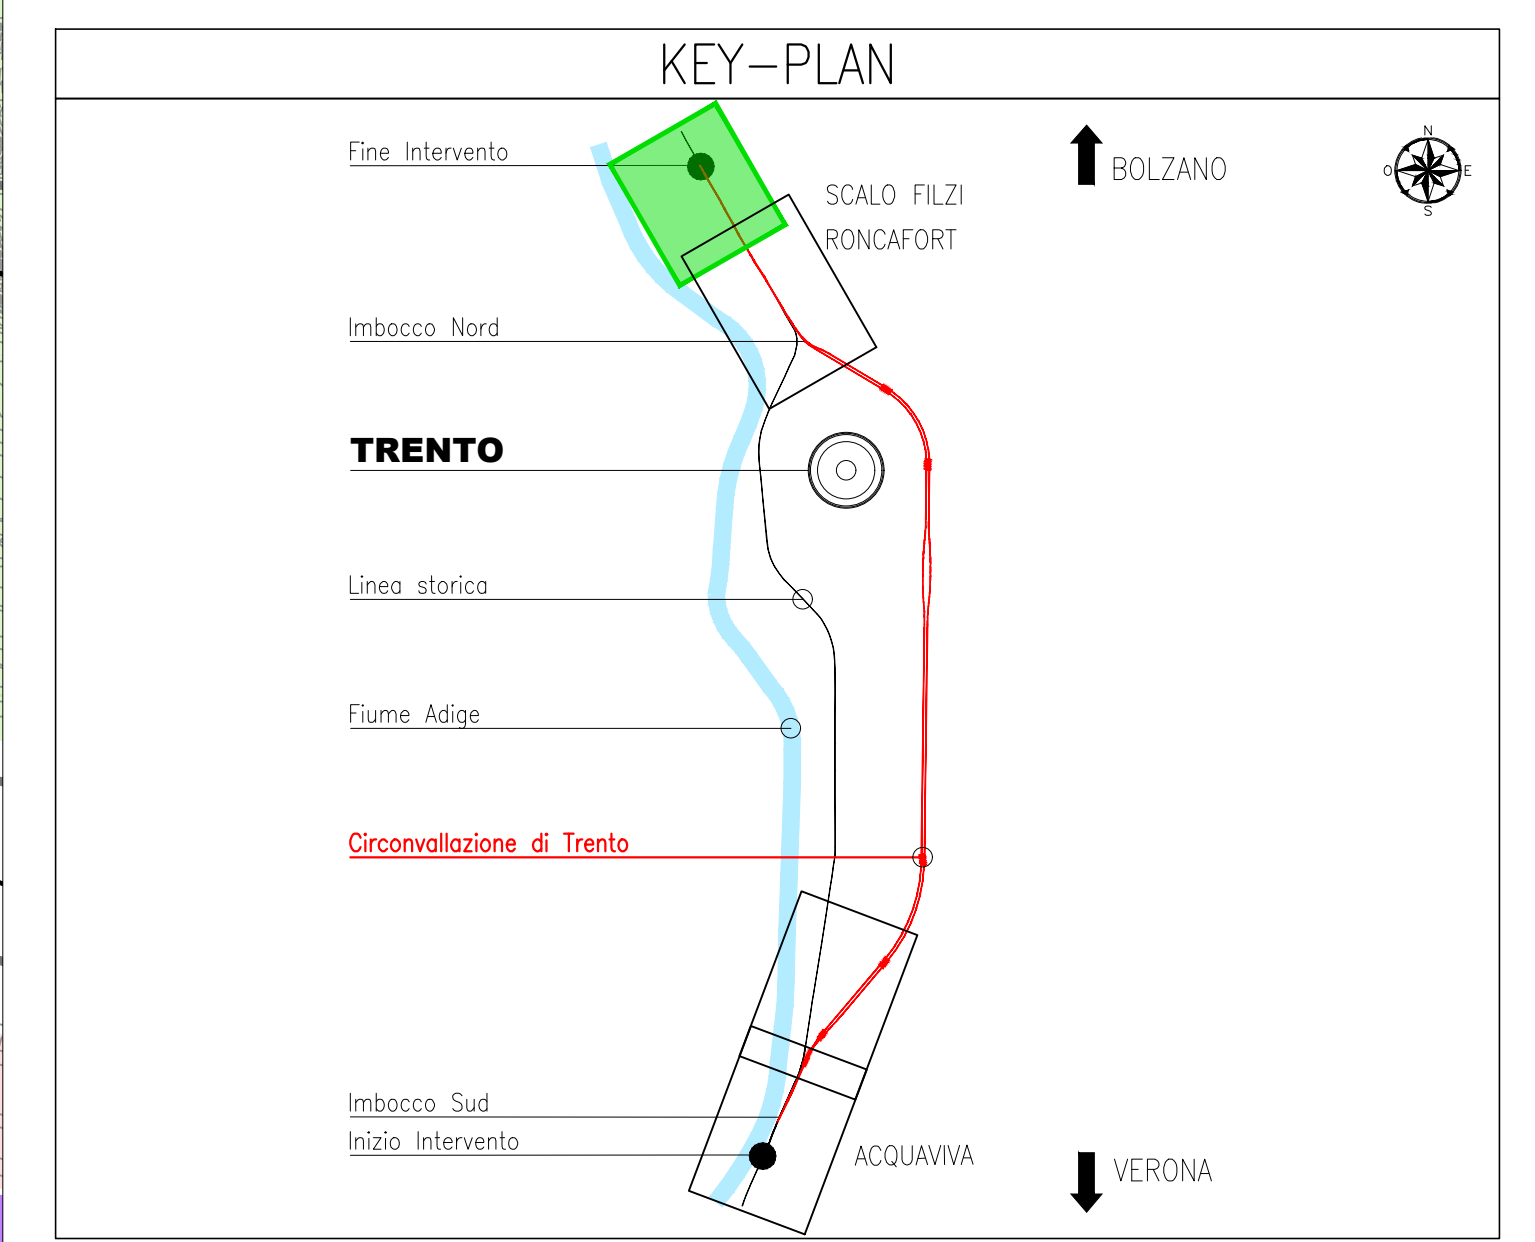 KEY-PLAN
Fine Intervento
BOLZANO
N
O
E
S
SCALO FILZI
RONCAFORT
Imbocco Nord
TRENTO
Linea storica
Fiume Adige
Circonvallazione di Trento
Imbocco Sud
Inizio Intervento
ACQUAVIVA
VERONA